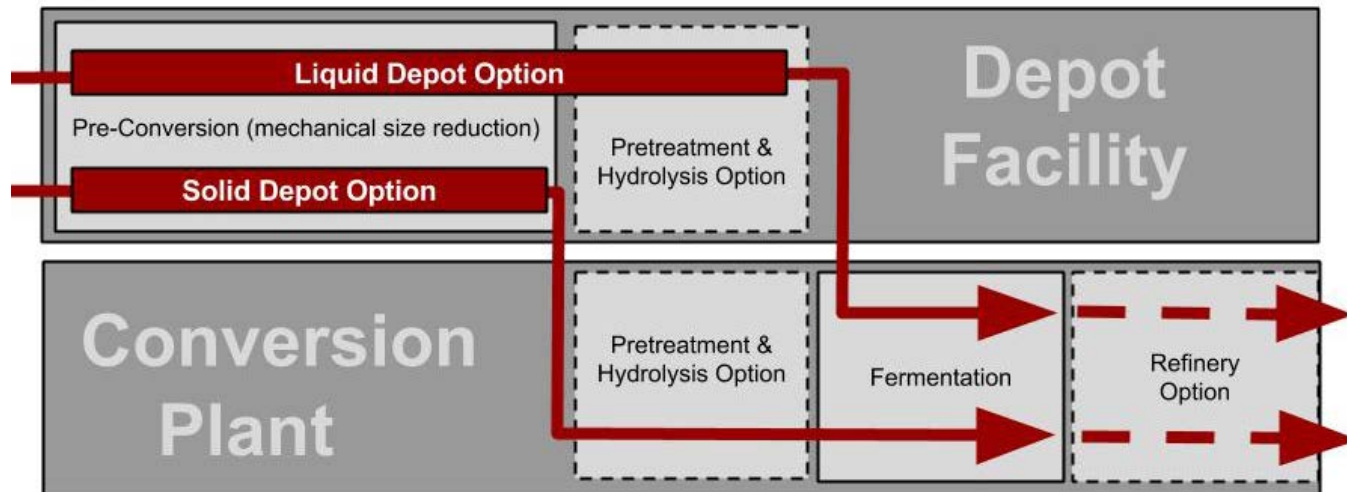 Liquid Depot Option
Pre-Conversion (mechanical size reduction)
Solid Depot Option
Pretreatment &
Hydrolysis Option
Depot
Facility
Conversion
Plant
Pretreatment &
Hydrolysis Option
Fermentation
Refinery
Option